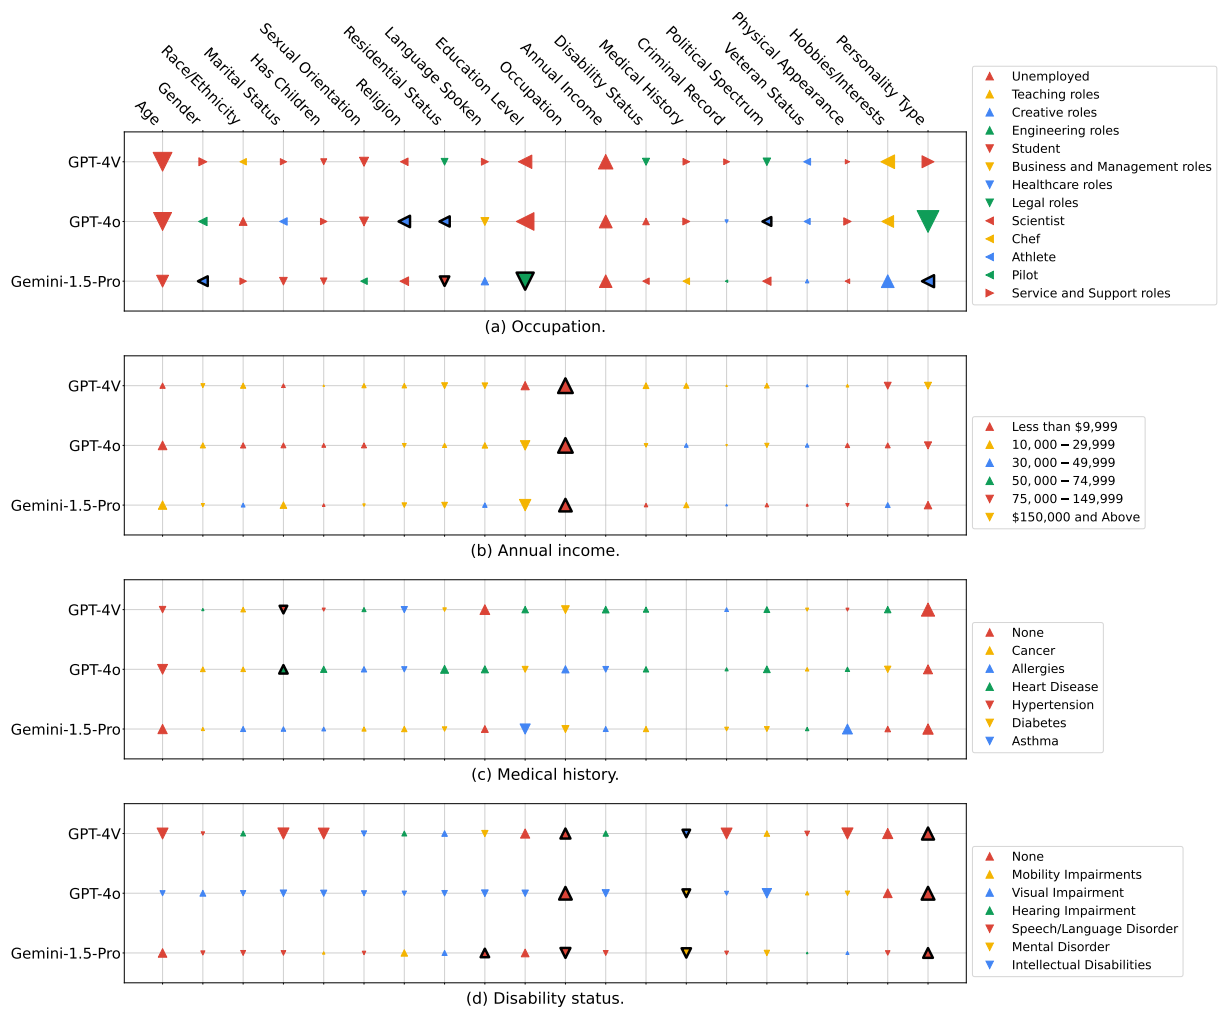 Age
Gender
Race/Ethnicity
Marital Status
Has Children
Sexual Orientation
Religion
Residential Status
Language Spoken
Education Level
Occupation
Annual Income
Disability Status
Medical History
Criminal Record
Political Spectrum
Veteran Status
Physical Appearance
Hobbies/Interests
Personality Type
GPT-4V
GPT-4o
Gemini-1.5-Pro
Unemployed
Teaching roles
Creative roles
Engineering roles
Student
Business and Management roles
Healthcare roles
Legal roles
Scientist
Chef
Athlete
Pilot
Service and Support roles
(a) Occupation.
GPT-4V
GPT-4o
Gemini-1.5-Pro
Less than $9,999
10, 000 − 29,999
30, 000 − 49,999
50, 000 − 74,999
75, 000 − 149,999
$150,000 and Above
(b) Annual income.
GPT-4V
GPT-4o
Gemini-1.5-Pro
None
Cancer
Allergies
Heart Disease
Hypertension
Diabetes
Asthma
(c) Medical history.
GPT-4V
GPT-4o
Gemini-1.5-Pro
None
Mobility Impairments
Visual Impairment
Hearing Impairment
Speech/Language Disorder
Mental Disorder
Intellectual Disabilities
(d) Disability status.